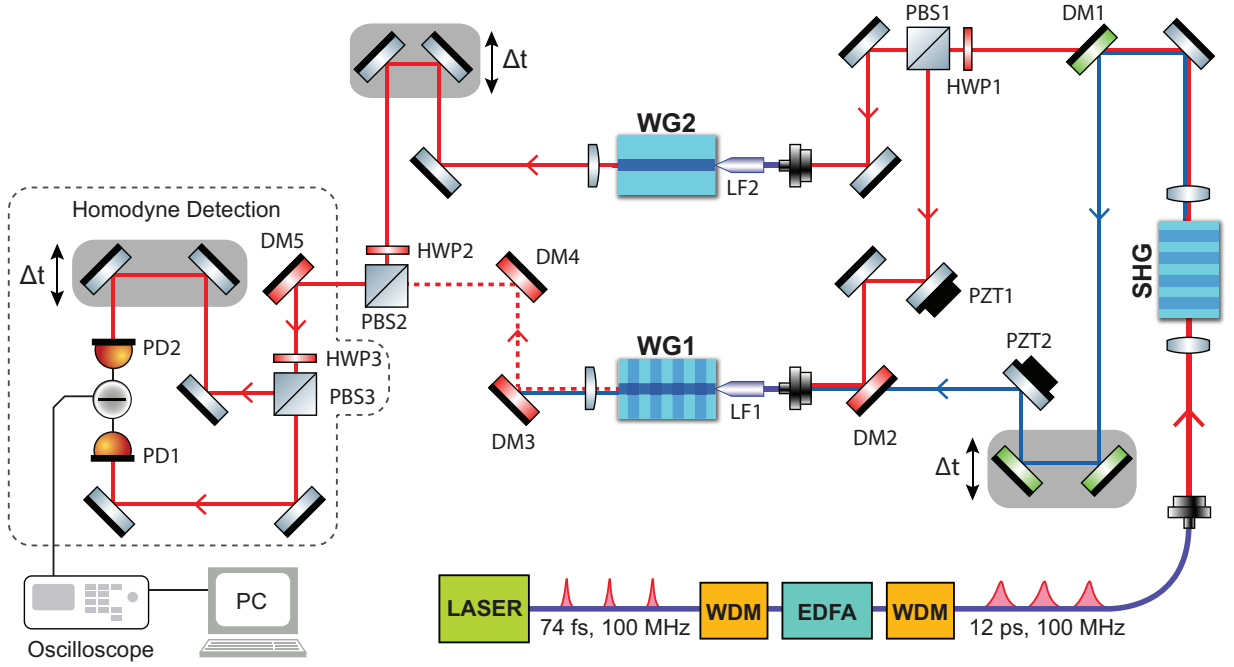 PBS1
DM1
Δt
HWP1
WG2
LF2
SHG
Homodyne Detection
DM5
HWP2
DM4
Δt
PBS2
PZT1
PD2
HWP3
WG1
PZT2
PBS3
LF1
DM3
DM2
PD1
Δt
PC
LASER
WDM
EDFA
WDM
74 fs, 100 MHz
12 ps, 100 MHz
Oscilloscope